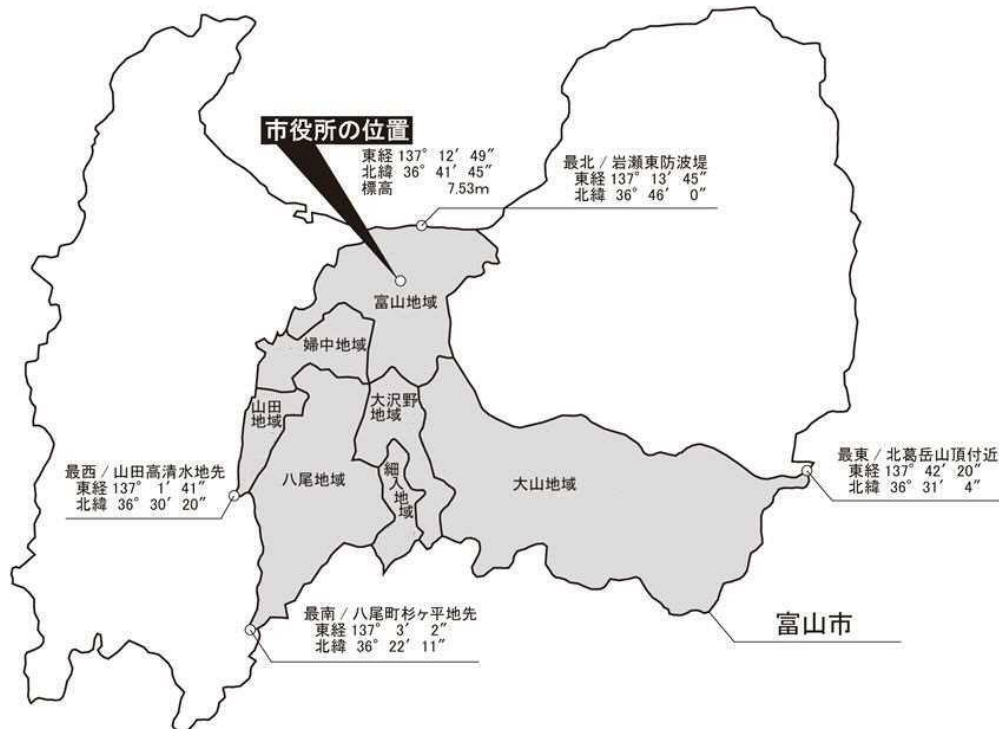 市役所の位置
東経 137° 12′ 49″
北緯 36° 41′ 45″
標高 7.53m
最北 / 岩瀬東防波堤
東経 137° 13′ 45″
北緯 36° 46′ 0″
富山地域
婦中地域
山田
地域
大沢野
地域
八尾地域
細入地域
大山地域
最西 / 山田高清水地先
東経 137° 1′ 41″
北緯 36° 30′ 20″
最東 / 北葛岳山頂付近
東経 137° 42′ 20″
北緯 36° 31′ 4″
最南 / 八尾町杉ヶ平地先
東経 137° 3′ 2″
北緯 36° 22′ 11″
富山市